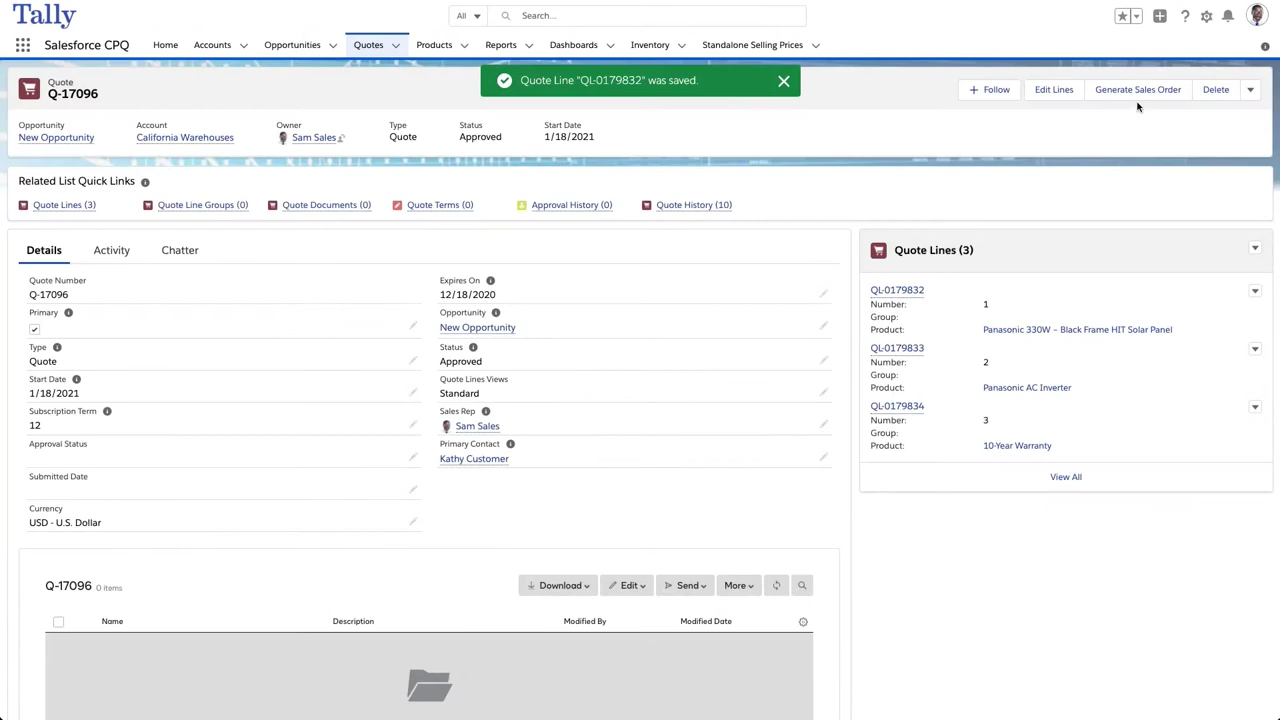 Tally
All
Search...
Salesforce CPQ
Home
Accounts
Opportunities
Quotes
Products
Reports
Dashboards
Inventory
Standalone Selling Prices
Quote
Q-17096
Quote Line "QL-0179832" was saved.
Follow
Edit Lines
Generate Sales Order
Delete
Opportunity
New Opportunity
Account
California Warehouses
Owner
Sam Sales
Type
Quote
Status
Approved
Start Date
1/18/2021
Related List Quick Links
Quote Lines (3)
Quote Line Groups (0)
Quote Documents (0)
Quote Terms (0)
Approval History (0)
Quote History (10)
Details
Activity
Chatter
Quote Number
Q-17096
Primary
Type
Quote
Start Date
1/18/2021
Subscription Term
12
Approval Status
Submitted Date
Currency
USD - U.S. Dollar
Expires On
12/18/2020
Opportunity
New Opportunity
Status
Approved
Quote Lines Views
Standard
Sales Rep
Sam Sales
Primary Contact
Kathy Customer
Quote Lines (3)
QL-0179832
Number: 1
Group:
Product: Panasonic 330W – Black Frame HIT Solar Panel
QL-0179833
Number: 2
Group:
Product: Panasonic AC Inverter
QL-0179834
Number: 3
Group:
Product: 10-Year Warranty
View All
Q-17096 0 items
Download
Edit
Send
More
Name
Description
Modified By
Modified Date